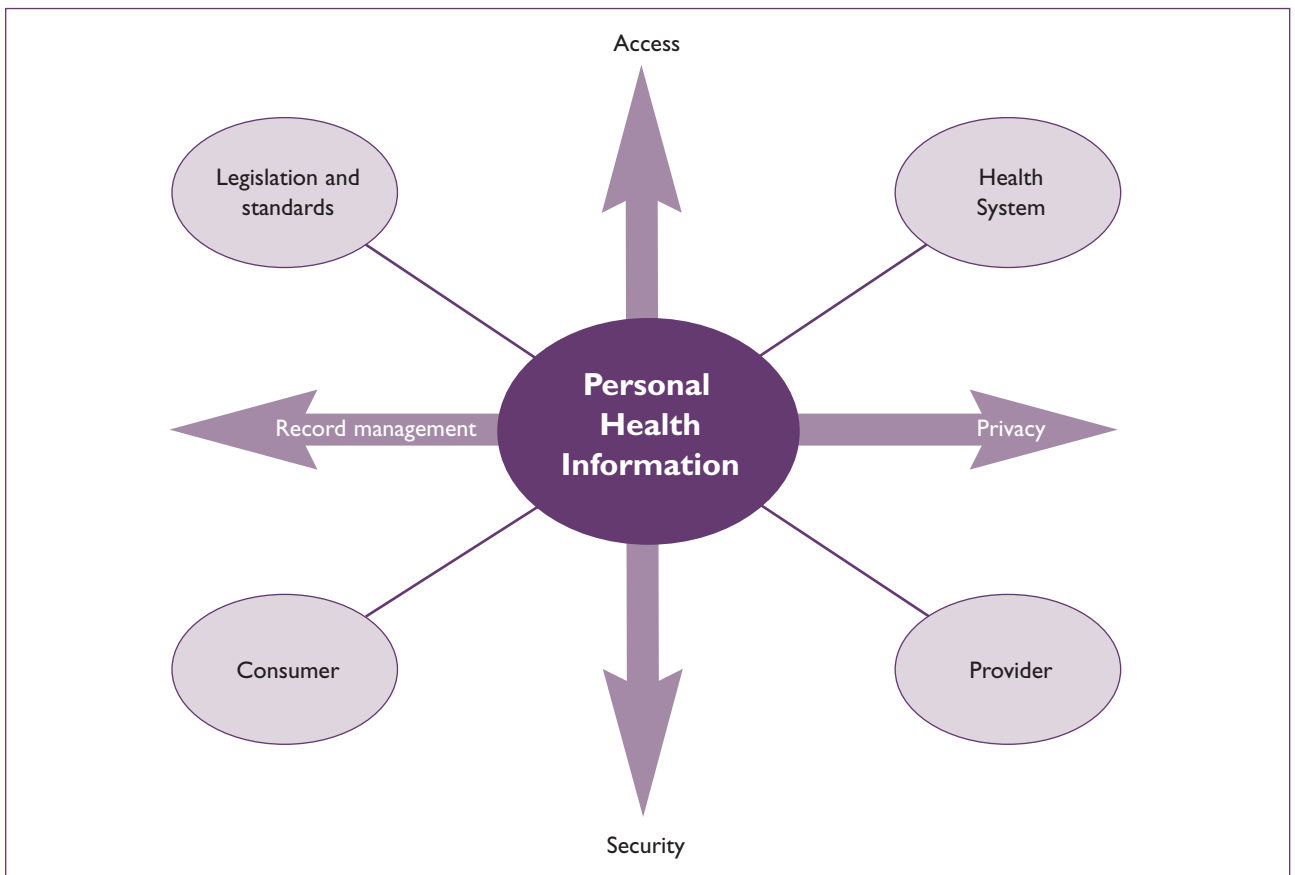 Access
Legislation and
standards
Health
System
Personal
Health
Information
Record management
Privacy
Consumer
Provider
Security